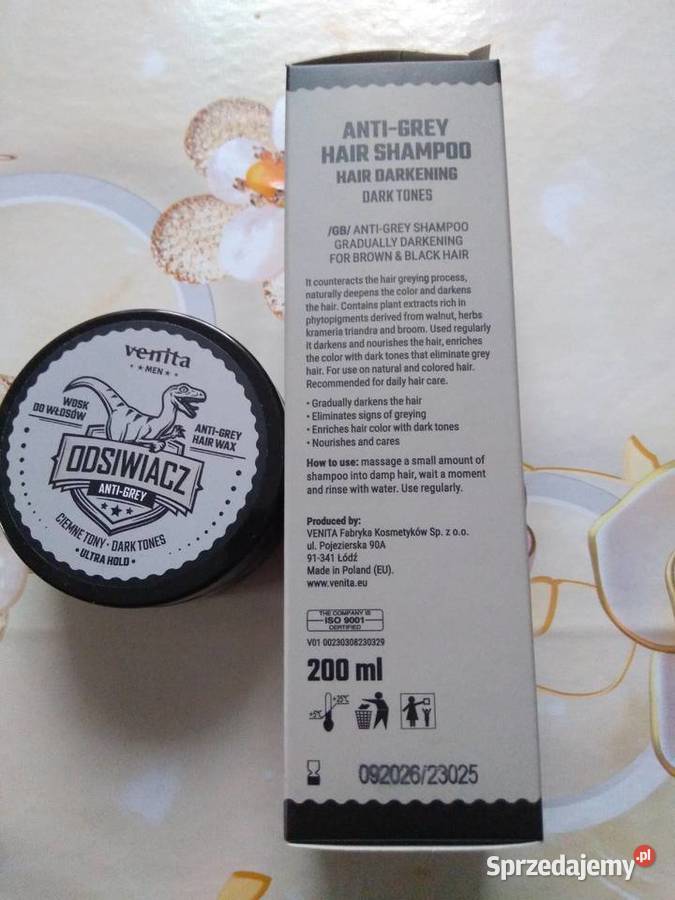 venita
MEN
WOSK
DO WŁOSÓW
ANTI-GREY
HAIR WAX
ODSIWIACZ
ANTI-GREY
CIEMNE TONY • DARK TONES
• ULTRA HOLD •
ANTI-GREY
HAIR SHAMPOO
HAIR DARKENING
DARK TONES
/GB/ ANTI-GREY SHAMPOO
GRADUALLY DARKENING
FOR BROWN & BLACK HAIR
It counteracts the hair greying process,
naturally deepens the color and darkens
the hair. Contains plant extracts rich in
phytopigments derived from walnut, herbs
krameria triandra and broom. Used regularly
it darkens and nourishes the hair, enriches
the color with dark tones that eliminate grey
hair. For use on natural and colored hair.
Recommended for daily hair care.
• Gradually darkens the hair
• Eliminates signs of greying
• Enriches hair color with dark tones
• Nourishes and cares
How to use: massage a small amount of
shampoo into damp hair, wait a moment
and rinse with water. Use regularly.
Produced by:
VENITA Fabryka Kosmetyków Sp. z o.o.
ul. Pojezierska 90A
91-341 Łódź
Made in Poland (EU).
www.venita.eu
THE COMPANY IS
ISO 9001
CERTIFIED
V01 00230308230329
200 ml
+5°C +25°C
092026/23025
Sprzedajemy.pl